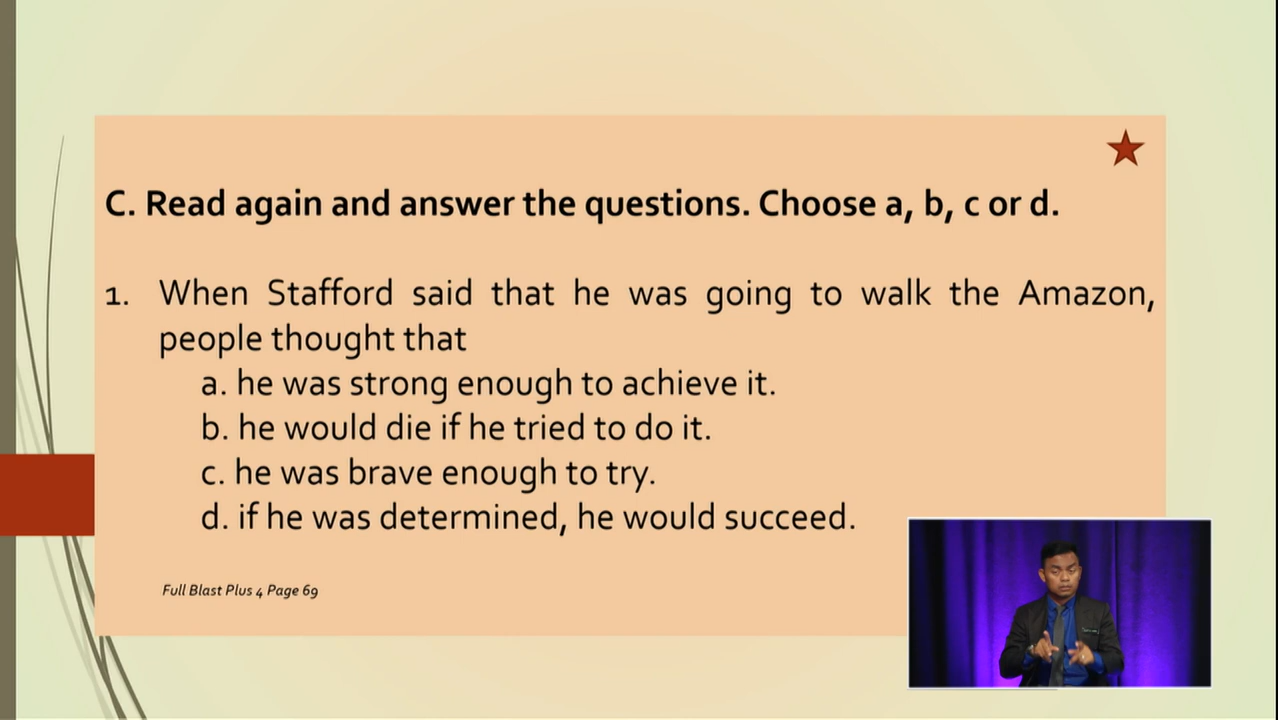 C. Read again and answer the questions. Choose a, b, c or d.
1. When Stafford said that he was going to walk the Amazon,
people thought that
a. he was strong enough to achieve it.
b. he would die if he tried to do it.
c. he was brave enough to try.
d. if he was determined, he would succeed.
Full Blast Plus 4 Page 69